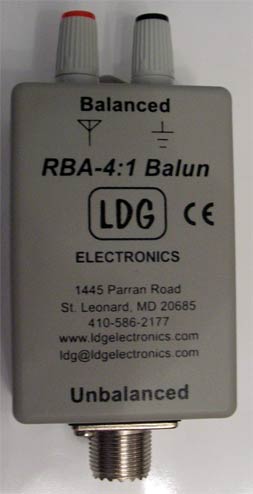 Balanced
RBA-4:1 Balun
LDG CE
ELECTRONICS
1445 Parran Road
St. Leonard, MD 20685
410-586-2177
www.ldgelectronics.com
ldg@ldgelectronics.com
Unbalanced